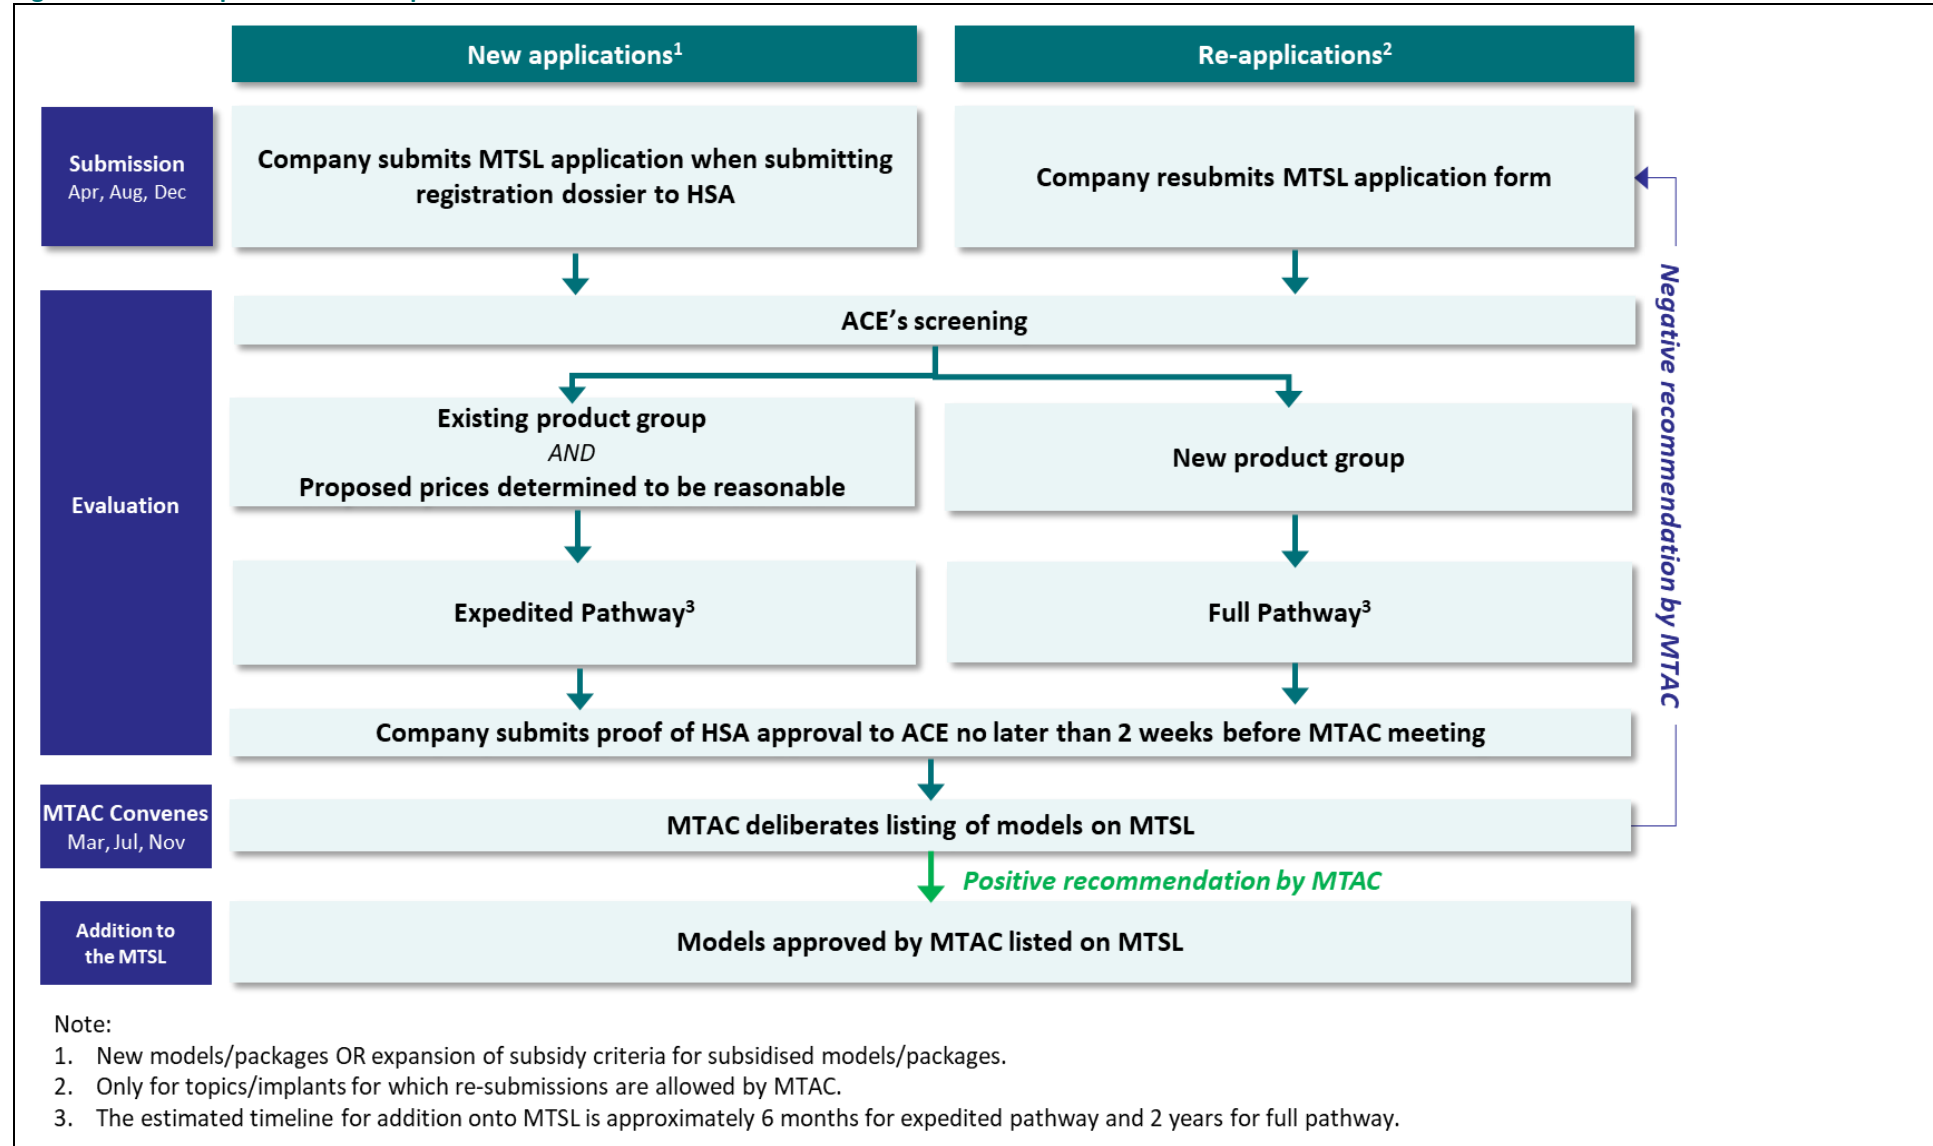 New applications1
Re-applications2
Submission
Apr, Aug, Dec
Company submits MTSL application when submitting
registration dossier to HSA
Company resubmits MTSL application form
Negative recommendation by MTAC
Evaluation
ACE's screening
Existing product group
AND
Proposed prices determined to be reasonable
New product group
Expedited Pathway3
Full Pathway3
Company submits proof of HSA approval to ACE no later than 2 weeks before MTAC meeting
MTAC Convenes
Mar, Jul, Nov
MTAC deliberates listing of models on MTSL
Positive recommendation by MTAC
Addition to
the MTSL
Models approved by MTAC listed on MTSL
Note:
1. New models/packages OR expansion of subsidy criteria for subsidised models/packages.
2. Only for topics/implants for which re-submissions are allowed by MTAC.
3. The estimated timeline for addition onto MTSL is approximately 6 months for expedited pathway and 2 years for full pathway.